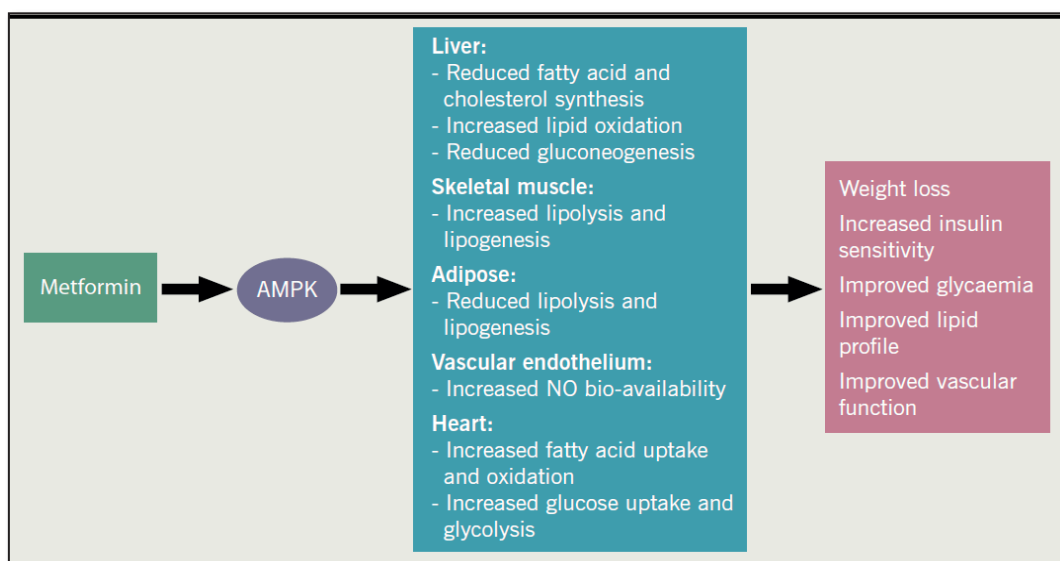 Metformin
AMPK
Liver:
- Reduced fatty acid and
cholesterol synthesis
- Increased lipid oxidation
- Reduced gluconeogenesis
Skeletal muscle:
- Increased lipolysis and
lipogenesis
Adipose:
- Reduced lipolysis and
lipogenesis
Vascular endothelium:
- Increased NO bio-availability
Heart:
- Increased fatty acid uptake
and oxidation
- Increased glucose uptake and
glycolysis
Weight loss
Increased insulin
sensitivity
Improved glycaemia
Improved lipid
profile
Improved vascular
function